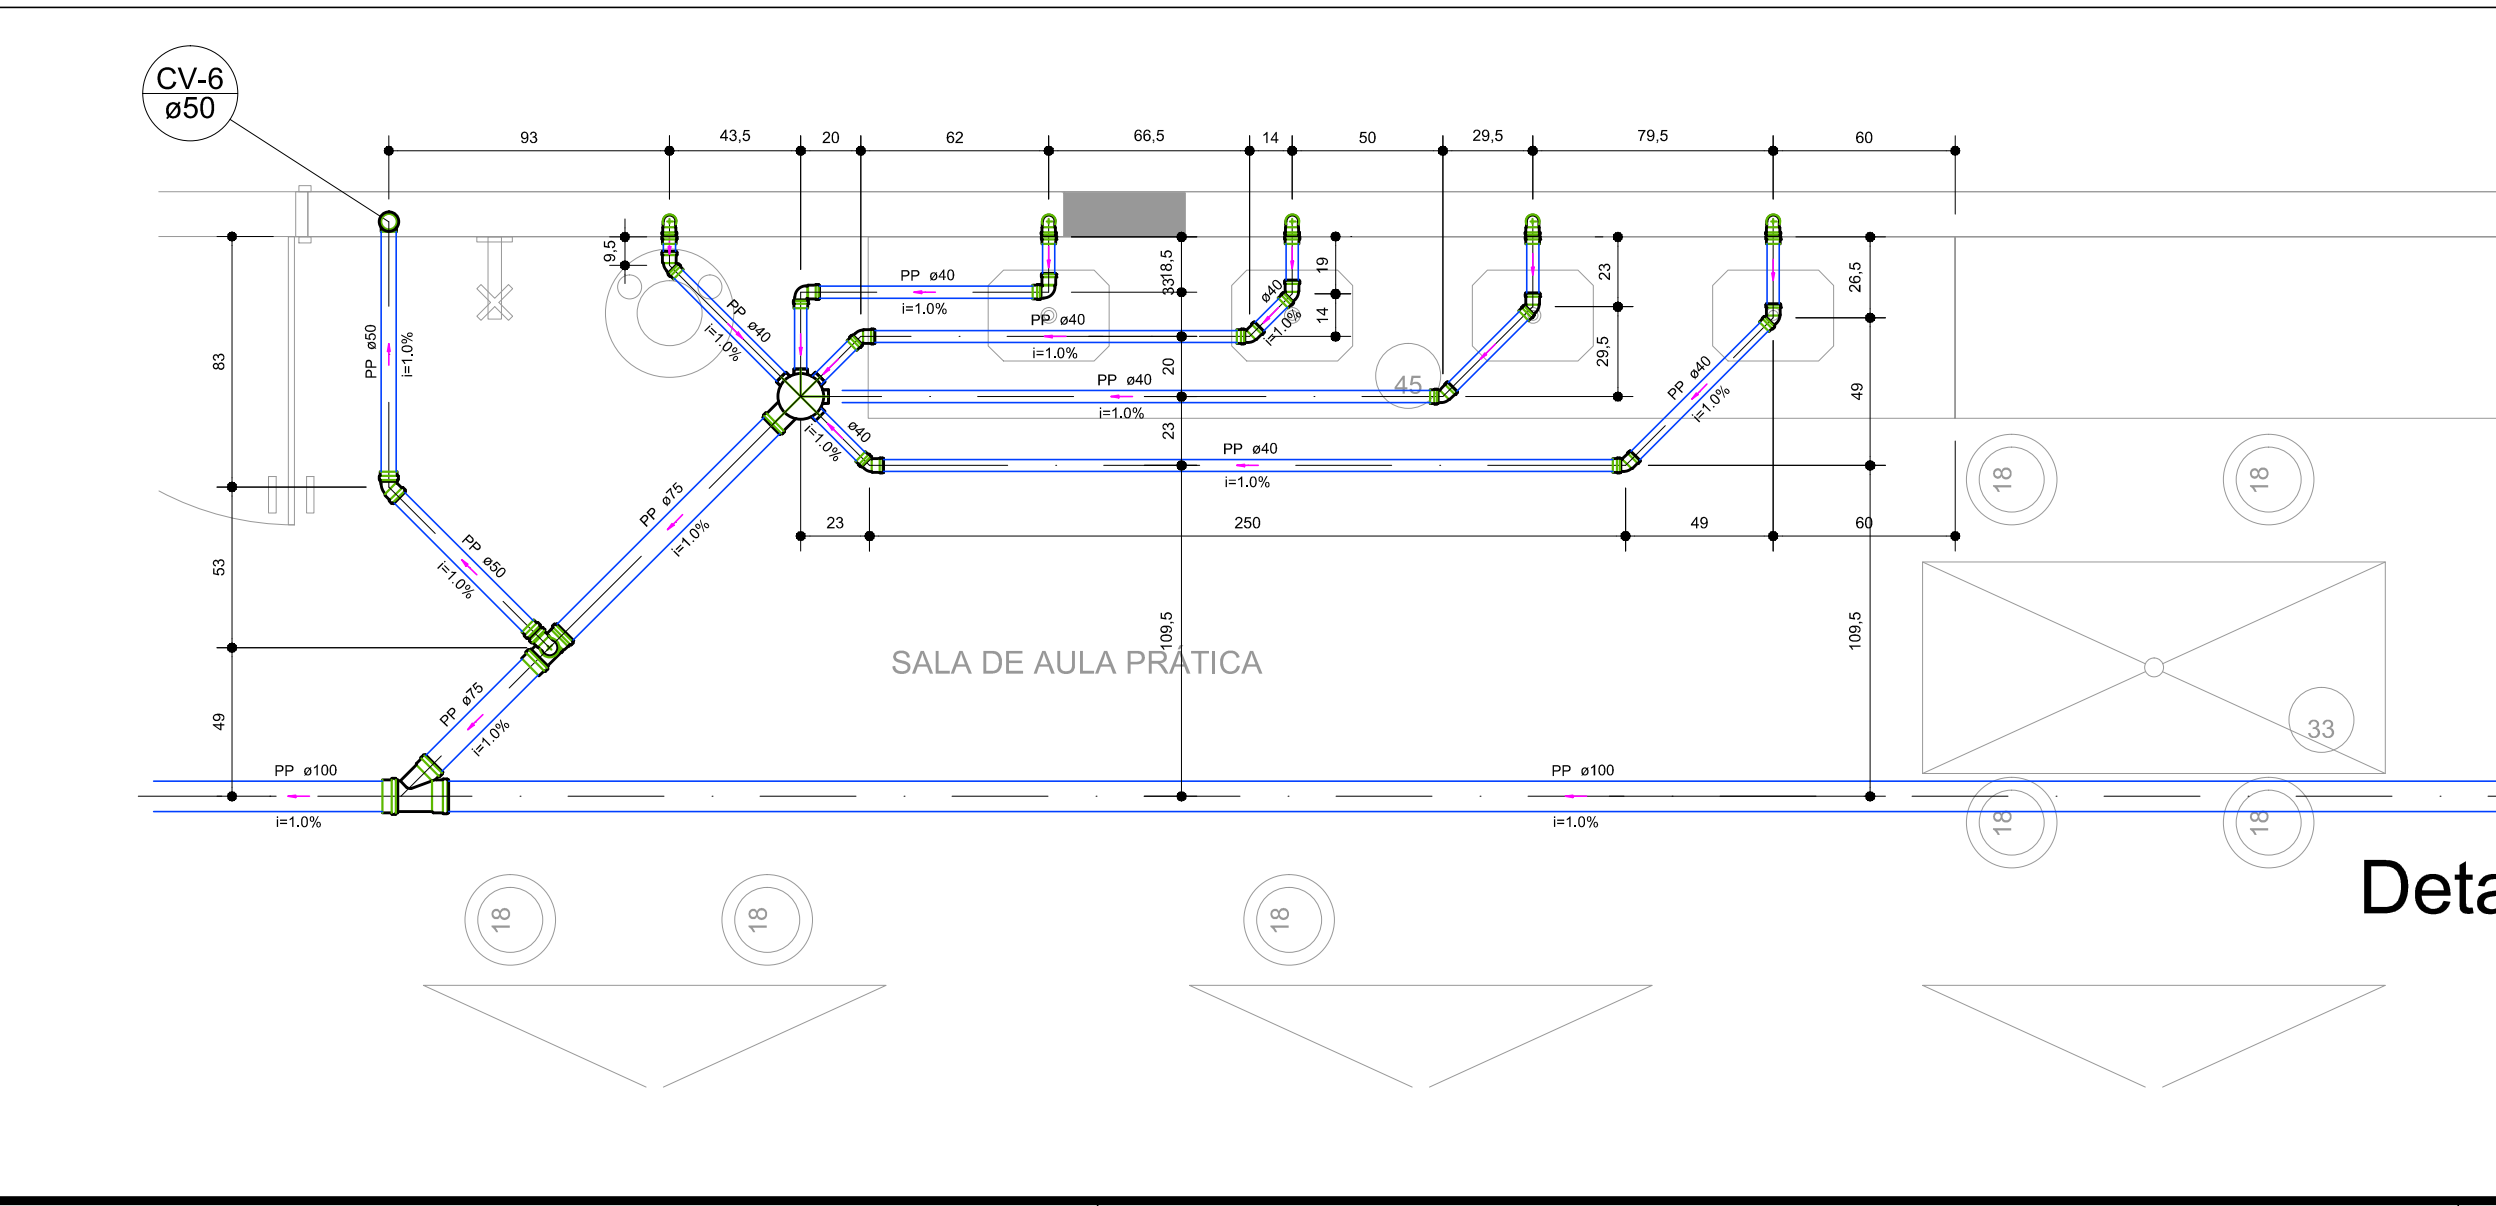 CV-6
ø50
93
43,5
20
62
66,5
14
50
29,5
79,5
60
9,5
PP ø40
i=1.0%
PP ø40
i=1.0%
PP ø40
i=1.0%
ø40
i=1.0%
33
18,5
19
14
23
29,5
26,5
49
83
PP ø50
i=1.0%
20
PP ø40
i=1.0%
45
PP ø40
i=1.0%
23
ø40
i=1.0%
PP ø40
i=1.0%
PP ø75
i=1.0%
23
250
49
60
18
18
53
PP ø50
i=1.0%
109,5
109,5
SALA DE AULA PRÁTICA
49
PP ø75
i=1.0%
33
PP ø100
i=1.0%
PP ø100
i=1.0%
18
18
Deta
18
18
18